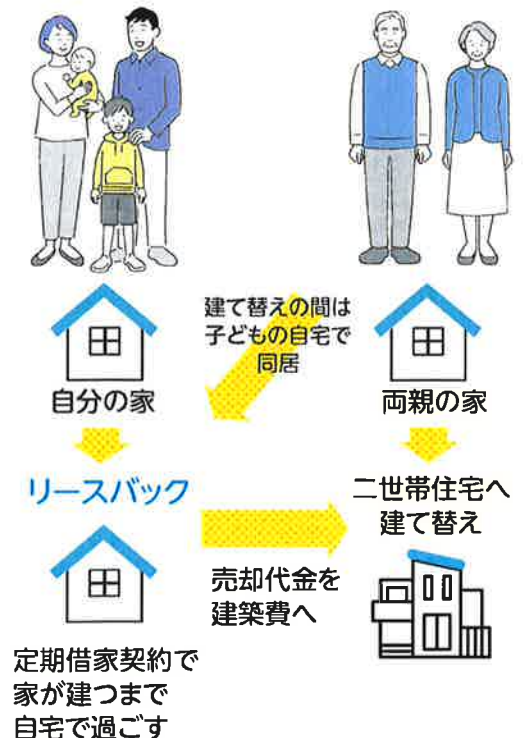 建て替えの間は
子どもの自宅で
同居
自分の家
両親の家
リースバック
二世帯住宅へ
建て替え
売却代金を
建築費へ
定期借家契約で
家が建つまで
自宅で過ごす